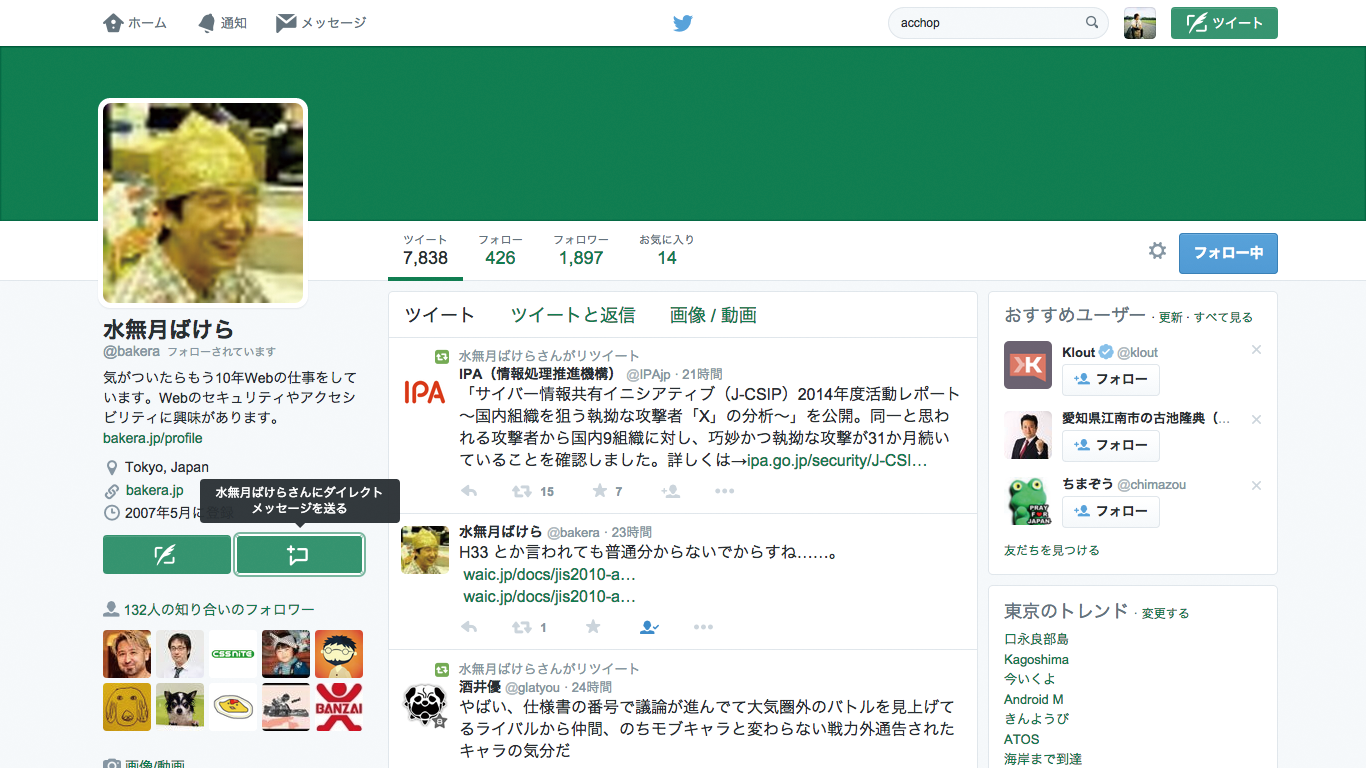 ホーム
通知
メッセージ
acchop
ツイート
ツイート
7,838
フォロー
426
フォロワー
1,897
お気に入り
14
フォロー中
水無月ばけら
@bakera フォローされています
気がついたらもう10年Webの仕事をして
います。Webのセキュリティやアクセシ
ビリティに興味があります。
bakera.jp/profile
Tokyo, Japan
bakera.jp
2007年5月に
水無月ばけらさんにダイレクト
メッセージを送る
132人の知り合いのフォロワー
CSS NITE
BANZAI
画像/動画
ツイート
ツイートと返信
画像 / 動画
水無月ばけらさんがリツイート
IPA
IPA（情報処理推進機構） @IPAjp · 21時間
「サイバー情報共有イニシアティブ（J-CSIP）2014年度活動レポート
～国内組織を狙う執拗な攻撃者「X」の分析～」を公開。同一と思わ
れる攻撃者から国内9組織に対し、巧妙かつ執拗な攻撃が31か月続い
ていることを確認しました。詳しくは→ipa.go.jp/security/J-CSI…
15
7
水無月ばけら @bakera · 23時間
H33 とか言われても普通分からないでからすね……。
waic.jp/docs/jis2010-a…
waic.jp/docs/jis2010-a…
1
水無月ばけらさんがリツイート
酒井優 @glatyou · 24時間
やばい、仕様書の番号で議論が進んでて大気圏外のバトルを見上げて
るライバルから仲間、のちモブキャラと変わらない戦力外通告された
キャラの気分だ
おすすめユーザー · 更新 · すべて見る
Klout @klout
フォロー
愛知県江南市の古池隆典（...
フォロー
ちまぞう @chimazou
PRAY FOR JAPAN
フォロー
友だちを見つける
東京のトレンド · 変更する
口永良部島
Kagoshima
今いくよ
Android M
きんようび
ATOS
海岸まで到達